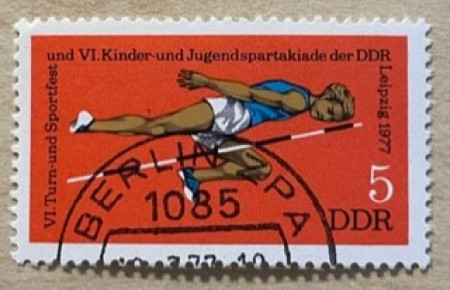 VI. Turn- und Sportfest
und VI. Kinder- und Jugendspartakiade der DDR
Leipzig 1977
5
DDR
BERLIN
PA
1085